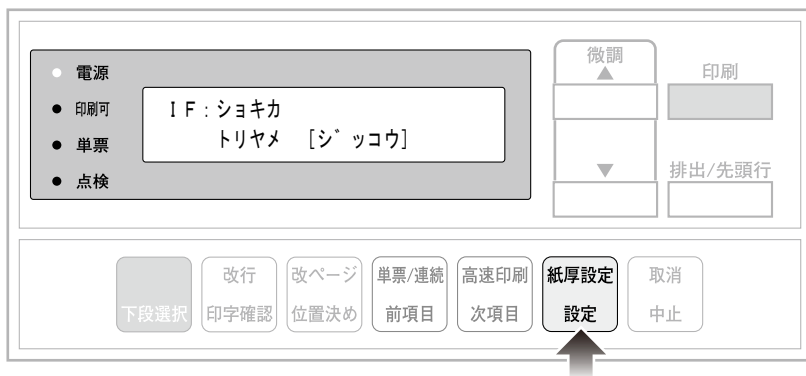 電源
印刷可
単票
点検
IF:ショキカ
トリヤメ [ジッコウ]
微調
▲
▼
印刷
排出/先頭行
下段選択
改行
印字確認
改ページ
位置決め
単票/連続
前項目
高速印刷
次項目
紙厚設定
設定
取消
中止